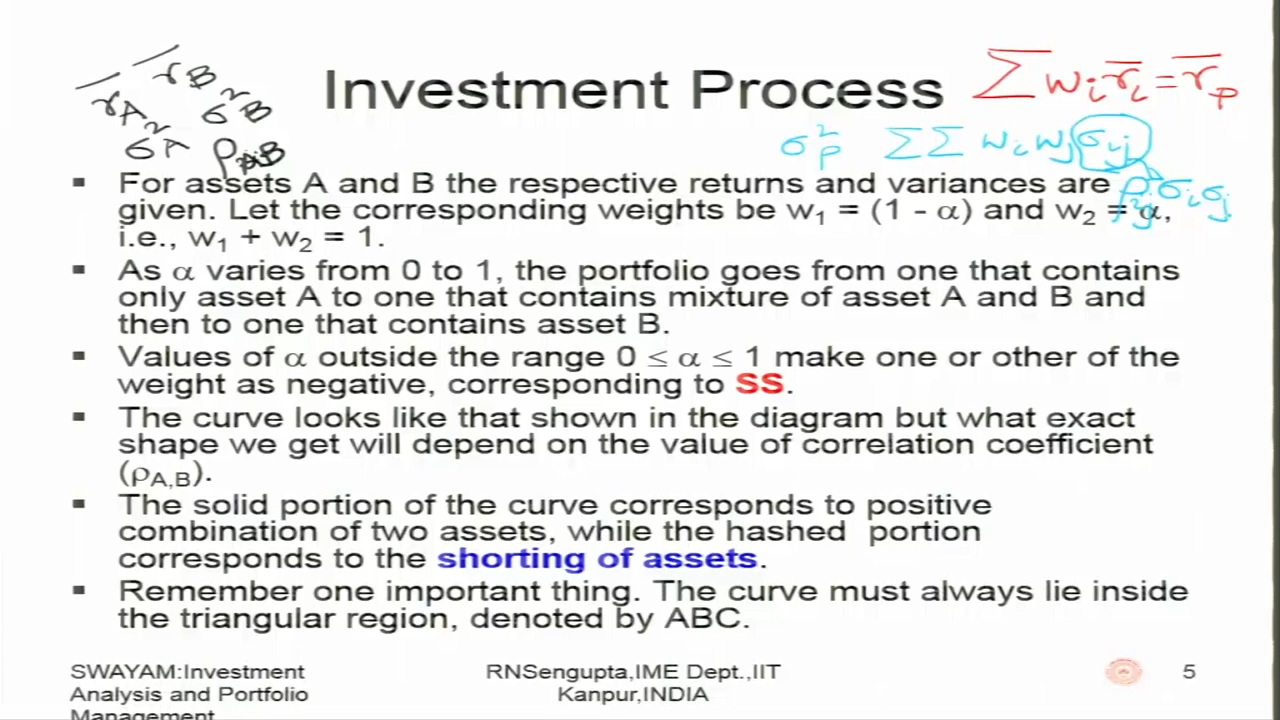 Investment Process
r̄A r̄B
σ²A σ²B
ρAB
∑ wi r̄i = r̄p
σ²p ∑∑ wi wj σij
ρij σi σj
▪ For assets A and B the respective returns and variances are
given. Let the corresponding weights be w₁ = (1 - α) and w₂ = α,
i.e., w₁ + w₂ = 1.
▪ As α varies from 0 to 1, the portfolio goes from one that contains
only asset A to one that contains mixture of asset A and B and
then to one that contains asset B.
▪ Values of α outside the range 0 ≤ α ≤ 1 make one or other of the
weight as negative, corresponding to SS.
▪ The curve looks like that shown in the diagram but what exact
shape we get will depend on the value of correlation coefficient
(ρA,B).
▪ The solid portion of the curve corresponds to positive
combination of two assets, while the hashed portion
corresponds to the shorting of assets.
▪ Remember one important thing. The curve must always lie inside
the triangular region, denoted by ABC.
SWAYAM:Investment
Analysis and Portfolio
Management
RNSengupta,IME Dept.,IIT
Kanpur,INDIA
5